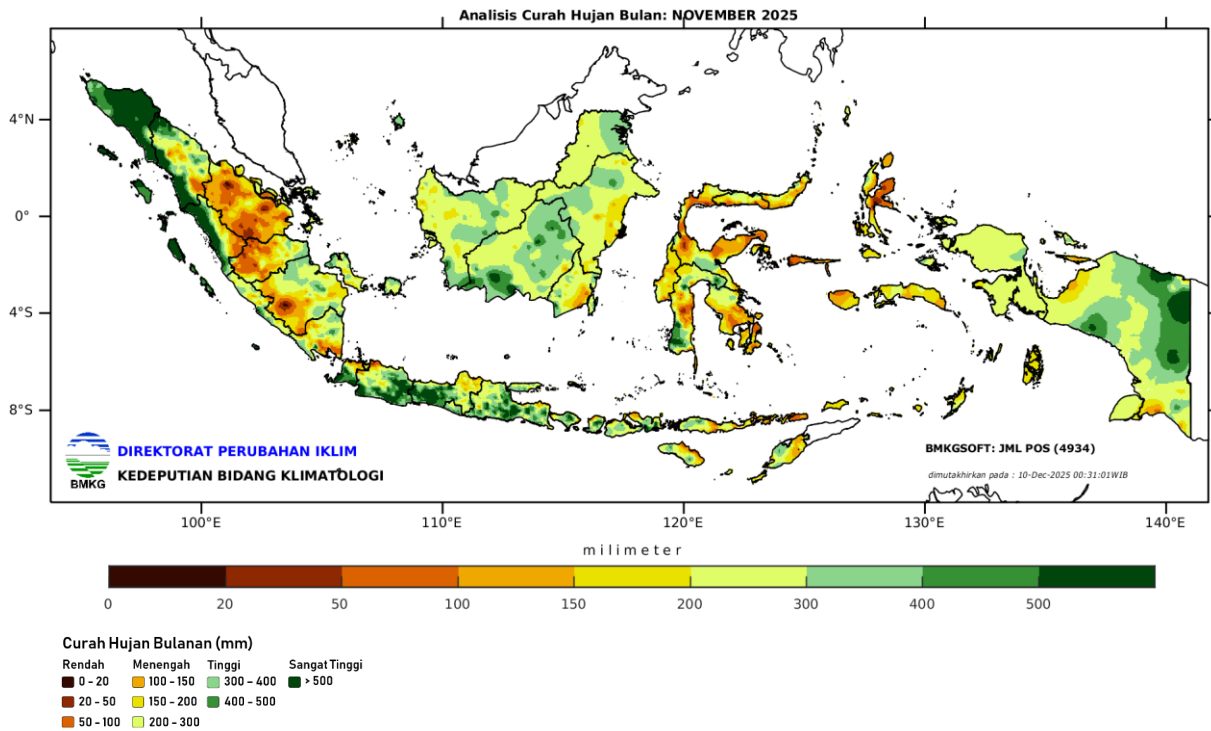 Analisis Curah Hujan Bulan: NOVEMBER 2025
4°N
0°
4°S
8°S
DIREKTORAT PERUBAHAN IKLIM
KEDEPUTIAN BIDANG KLIMATOLOGI
BMKG
BMKGSOFT: JML POS (4934)
dimutakhirkan pada : 10-Dec-2025 00:31:01WIB
100°E 110°E 120°E 130°E 140°E
milimeter
0 20 50 100 150 200 300 400 500
Curah Hujan Bulanan (mm)
Rendah Menengah Tinggi Sangat Tinggi
0 - 20 100 - 150 300 - 400 > 500
20 - 50 150 - 200 400 - 500
50 - 100 200 - 300